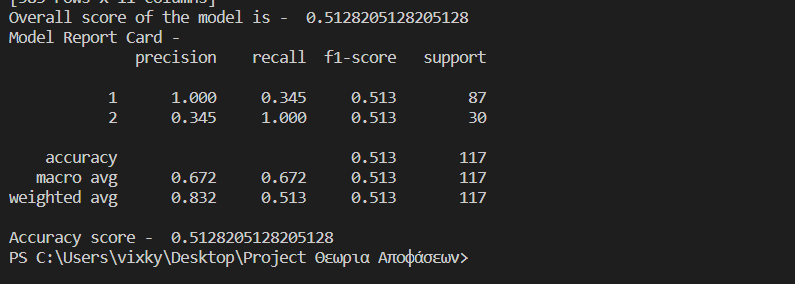 [583 rows x 11 columns]
Overall score of the model is -  0.5128205128205128
Model Report Card -
              precision    recall  f1-score   support

           1      1.000     0.345     0.513        87
           2      0.345     1.000     0.513        30

    accuracy                          0.513       117
   macro avg      0.672     0.672     0.513       117
weighted avg      0.832     0.513     0.513       117

Accuracy score -  0.5128205128205128
PS C:\Users\vixky\Desktop\Project Θεωρια Αποφάσεων>